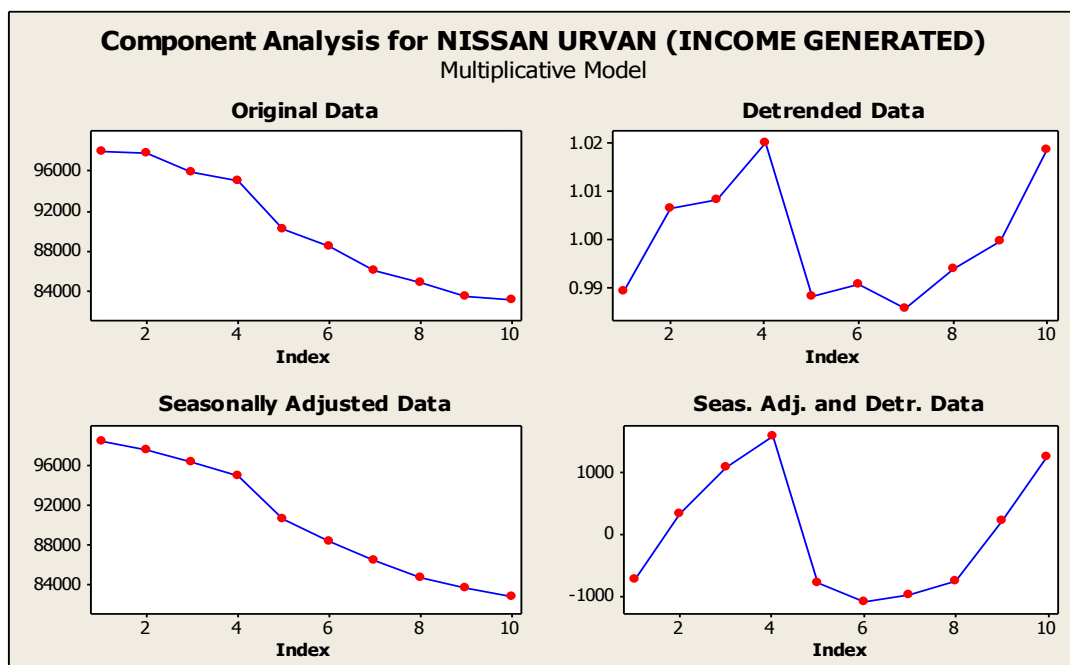 Component Analysis for NISSAN URVAN (INCOME GENERATED)
Multiplicative Model
Original Data
96000
92000
88000
84000
2 4 6 8 10
Index
Detrended Data
1.02
1.01
1.00
0.99
2 4 6 8 10
Index
Seasonally Adjusted Data
96000
92000
88000
84000
2 4 6 8 10
Index
Seas. Adj. and Detr. Data
1000
0
-1000
2 4 6 8 10
Index